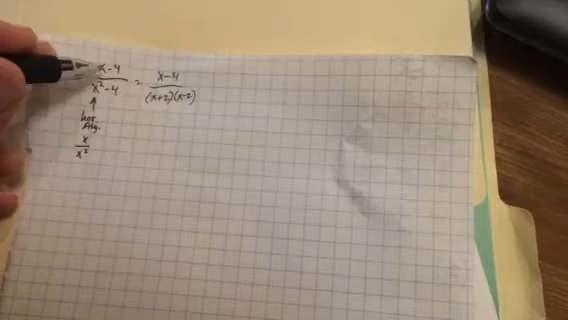 x-4 / x²-4 = x-4 / (x+2)(x-2)
↑
hor.
Asy.
x / x²